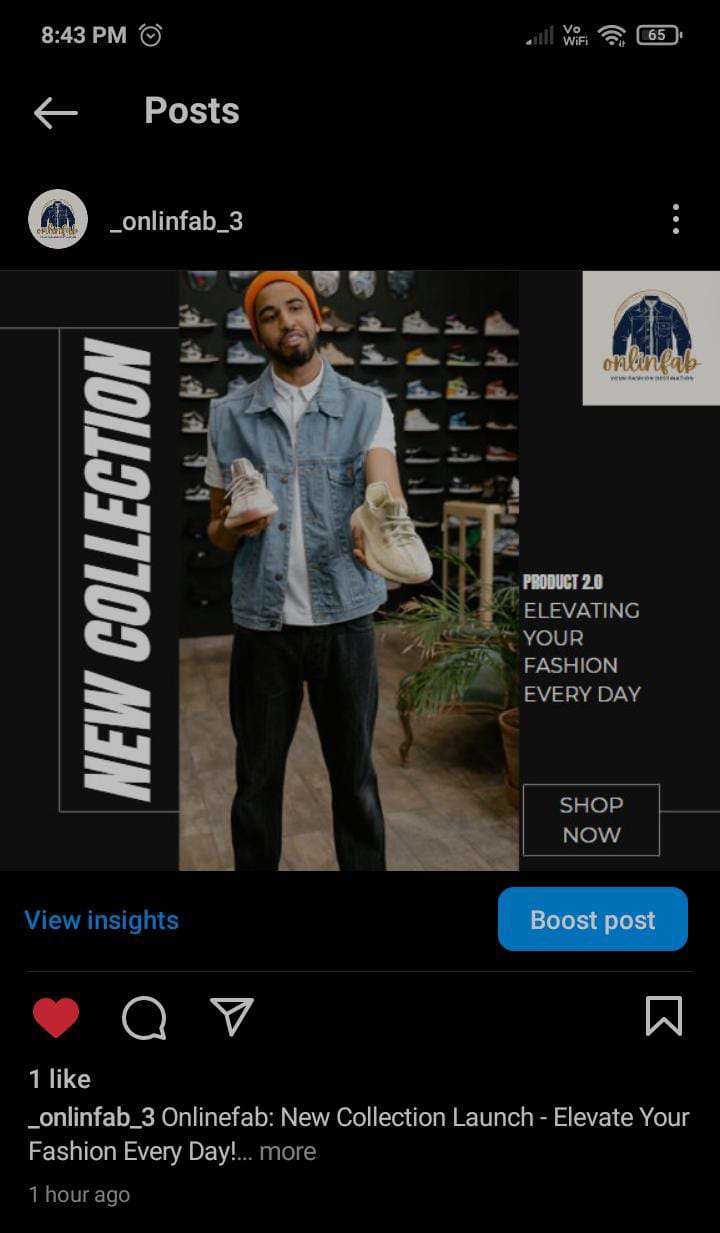 8:43 PM
Vo
WiFi
65
Posts
_onlinfab_3
NEW COLLECTION
onlinfab
YOUR FASHION DESTINATION
PRODUCT 2.0
ELEVATING
YOUR
FASHION
EVERY DAY
SHOP
NOW
View insights
Boost post
1 like
_onlinfab_3 Onlinefab: New Collection Launch - Elevate Your
Fashion Every Day!... more
1 hour ago